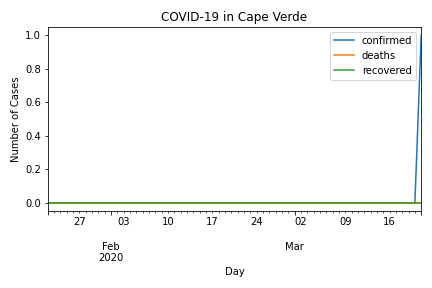 COVID-19 in Cape Verde
confirmed
deaths
recovered
Number of Cases
1.0
0.8
0.6
0.4
0.2
0.0
27 03 10 17 24 02 09 16
Feb Mar
2020
Day